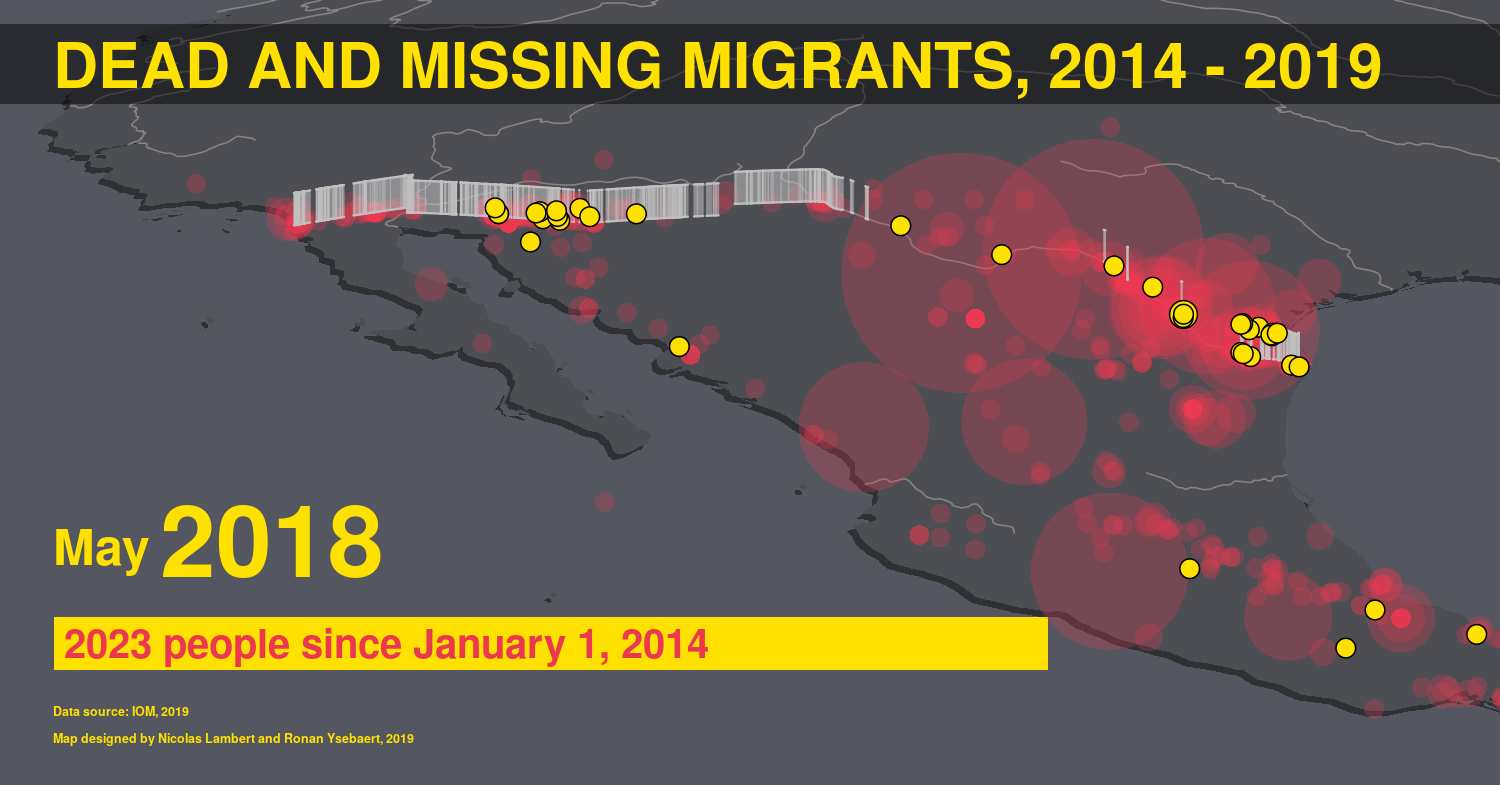 DEAD AND MISSING MIGRANTS, 2014 - 2019
May 2018
2023 people since January 1, 2014
Data source: IOM, 2019
Map designed by Nicolas Lambert and Ronan Ysebaert, 2019